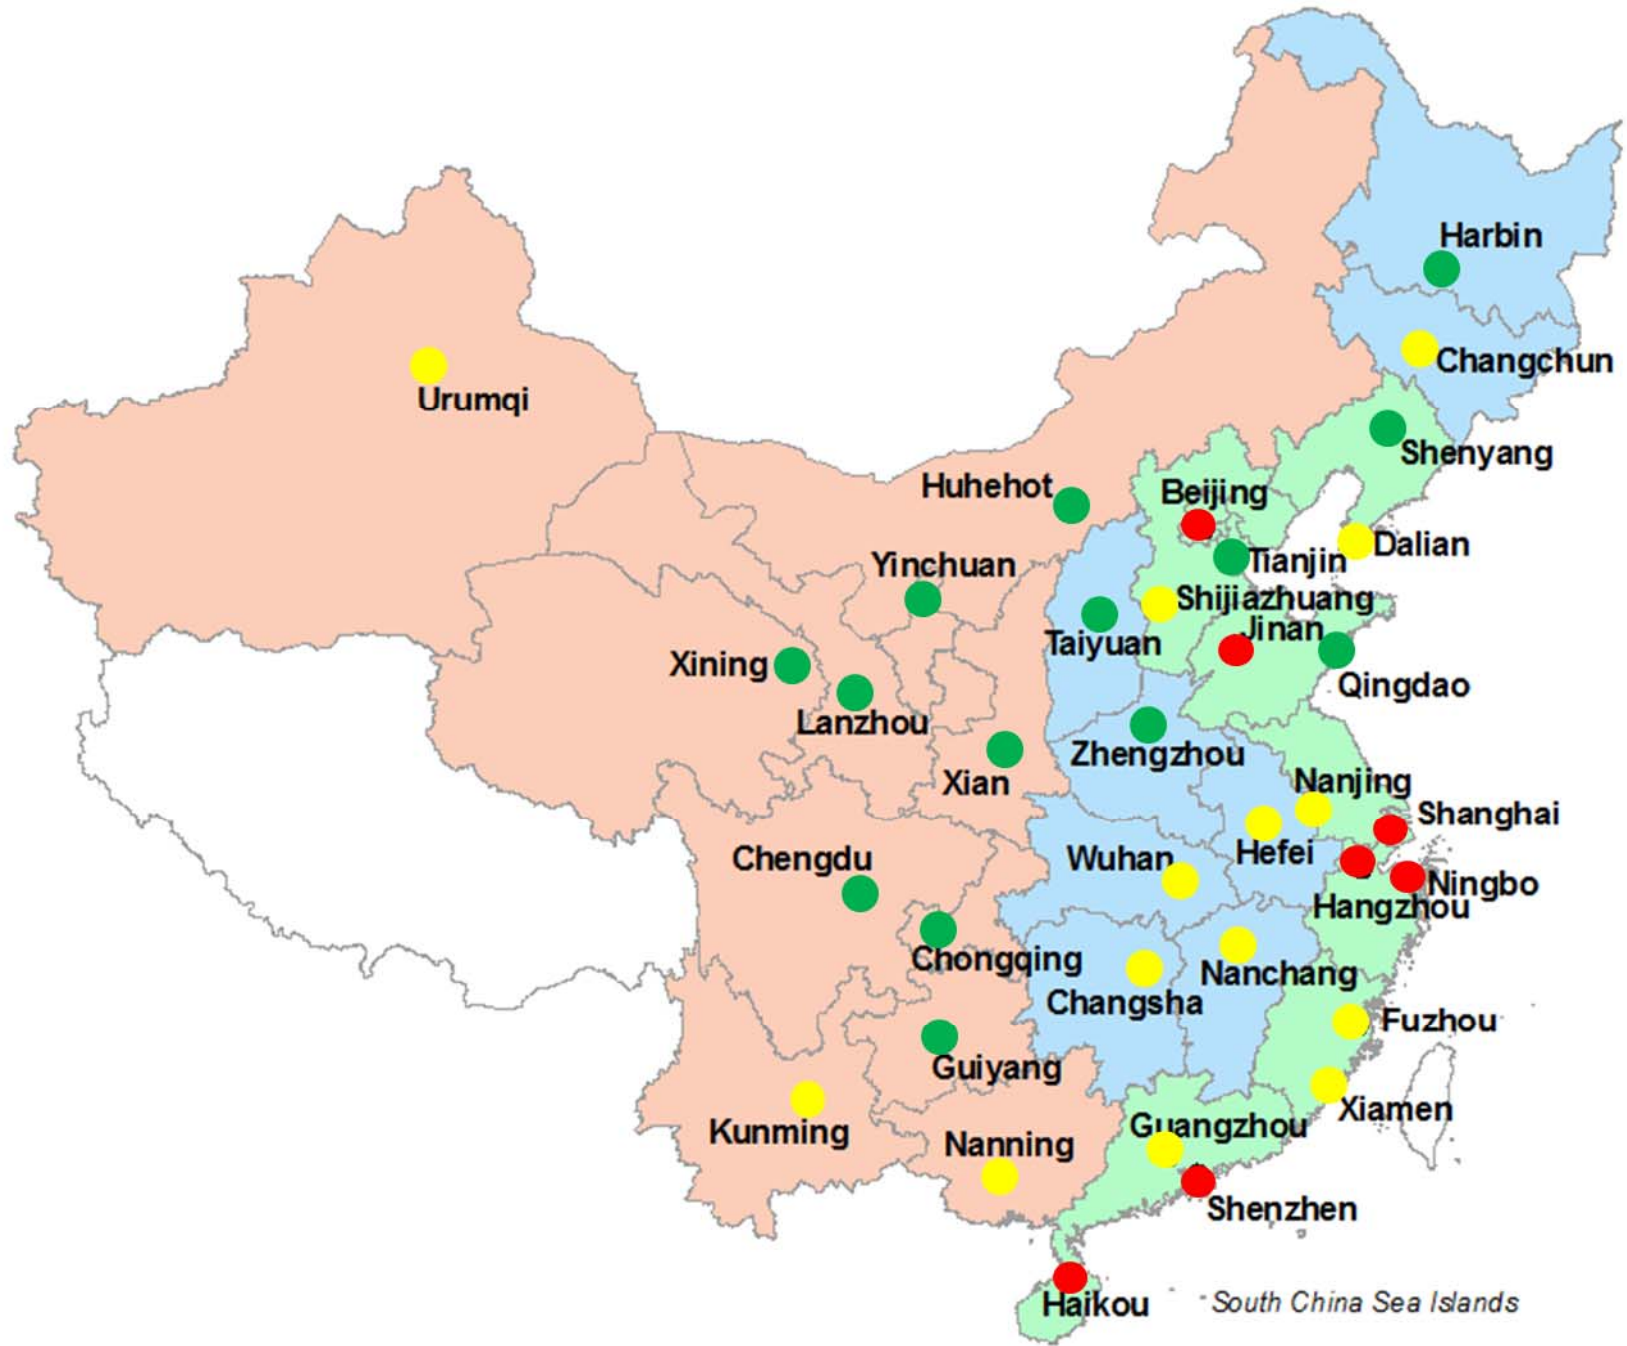 Harbin
Changchun
Urumqi
Shenyang
Huhehot
Beijing
Dalian
Tianjin
Yinchuan
Shijiazhuang
Jinan
Taiyuan
Xining
Qingdao
Lanzhou
Zhengzhou
Xian
Nanjing
Shanghai
Hefei
Wuhan
Chengdu
Ningbo
Hangzhou
Chongqing
Nanchang
Changsha
Fuzhou
Guiyang
Xiamen
Guangzhou
Kunming
Nanning
Shenzhen
Haikou
South China Sea Islands